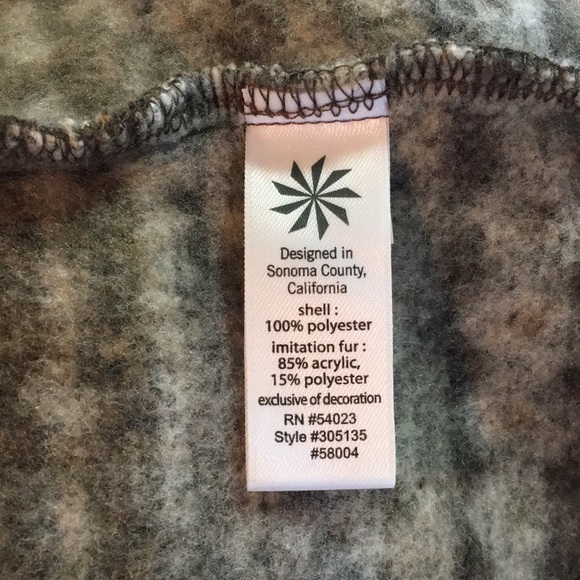 Designed in
Sonoma County,
California
shell :
100% polyester
imitation fur :
85% acrylic,
15% polyester
exclusive of decoration
RN #54023
Style #305135
#58004